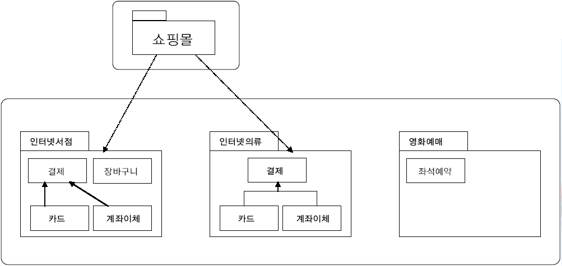 쇼핑몰
인터넷서점
인터넷의류
영화예매
결제
장바구니
결제
좌석예약
카드
계좌이체
카드
계좌이체